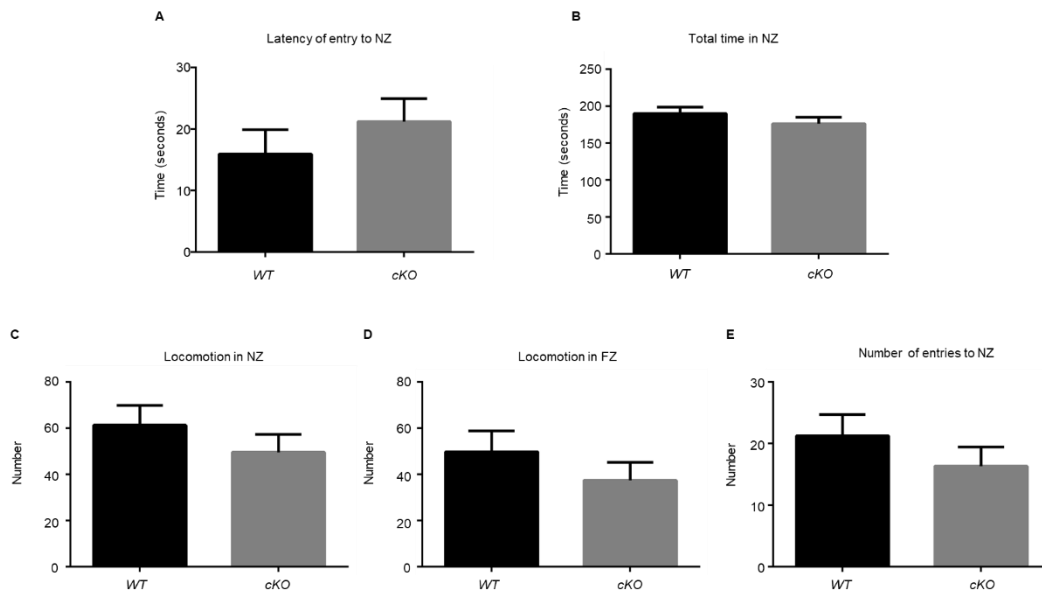 A
Latency of entry to NZ
Time (seconds)
30
20
10
0
WT
cKO
B
Total time in NZ
Time (seconds)
250
200
150
100
50
0
WT
cKO
C
Locomotion in NZ
Number
80
60
40
20
0
WT
cKO
D
Locomotion in FZ
Number
80
60
40
20
0
WT
cKO
E
Number of entries to NZ
Number
30
20
10
0
WT
cKO